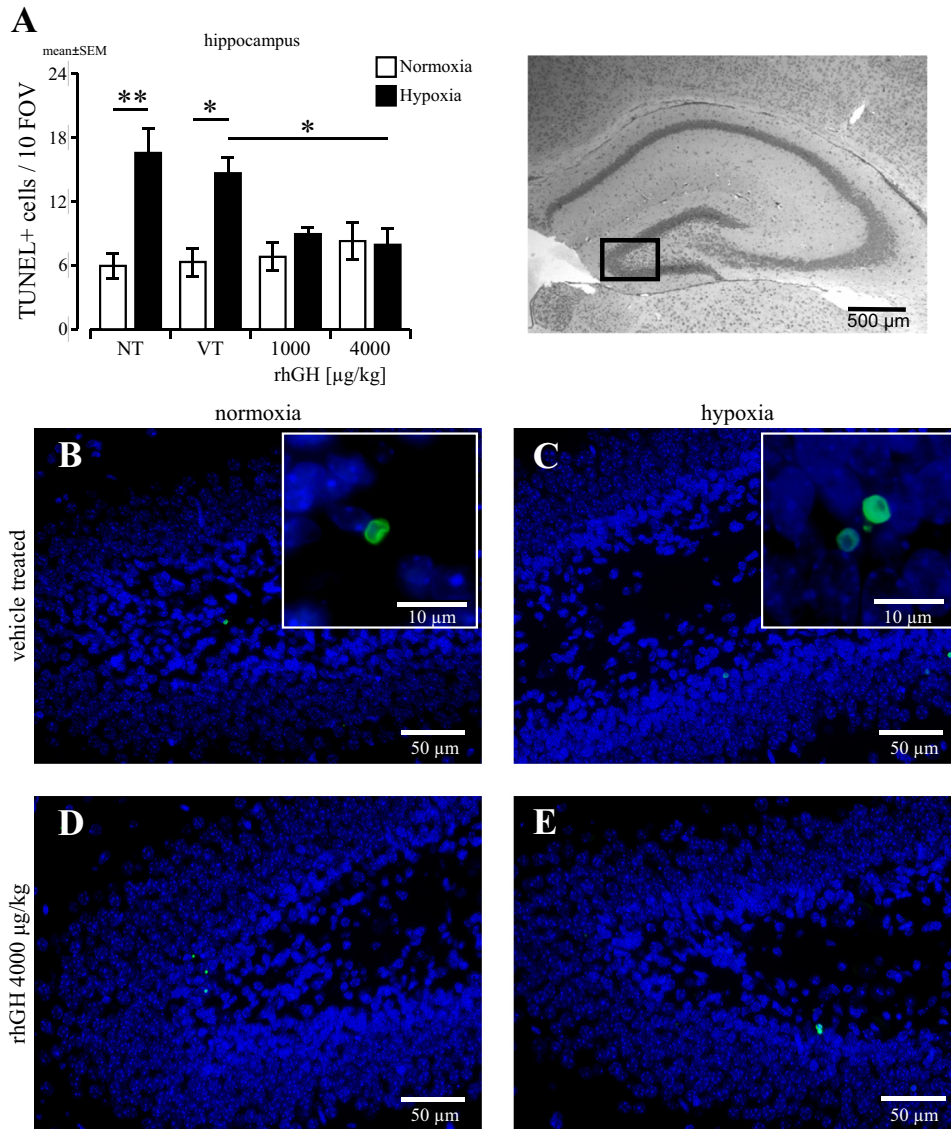 A
hippocampus
mean±SEM
Normoxia
Hypoxia
TUNEL+ cells / 10 FOV
24
18
12
6
0
**
*
*
NT
VT
1000
4000
rhGH [µg/kg]
500 µm
normoxia
hypoxia
vehicle treated
B
10 µm
50 µm
C
10 µm
50 µm
rhGH 4000 µg/kg
D
50 µm
E
50 µm